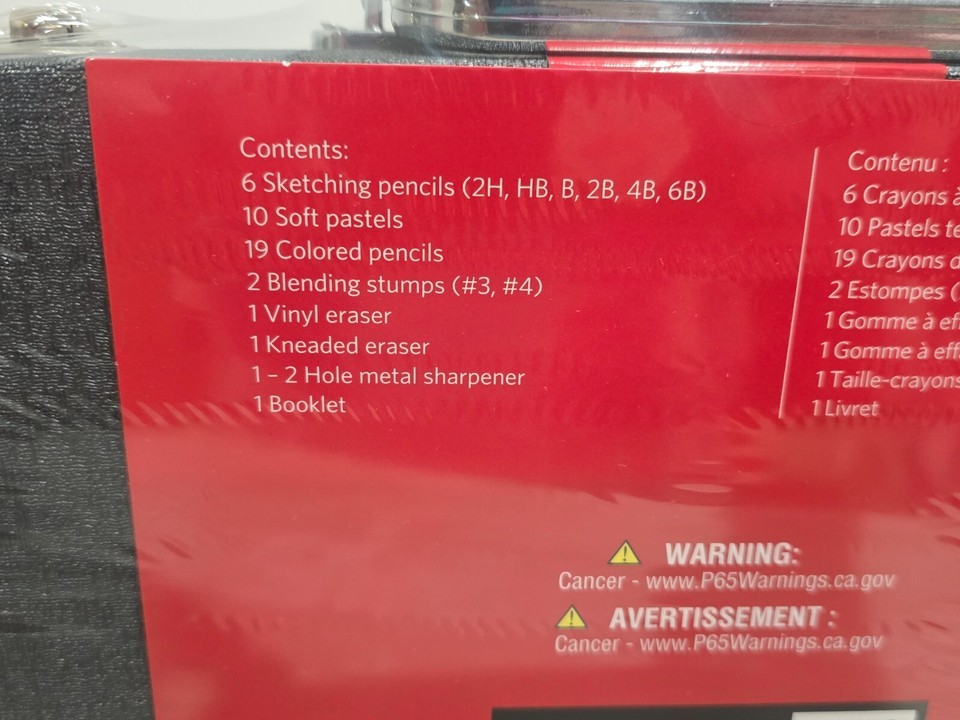 Contents:
6 Sketching pencils (2H, HB, B, 2B, 4B, 6B)
10 Soft pastels
19 Colored pencils
2 Blending stumps (#3, #4)
1 Vinyl eraser
1 Kneaded eraser
1 – 2 Hole metal sharpener
1 Booklet
Contenu :
6 Crayons à
10 Pastels
19 Crayons
2 Estompes
1 Gomme à
1 Gomme à
1 Taille-crayons
1 Livret
WARNING:
Cancer - www.P65Warnings.ca.gov
AVERTISSEMENT :
Cancer - www.P65Warnings.ca.gov